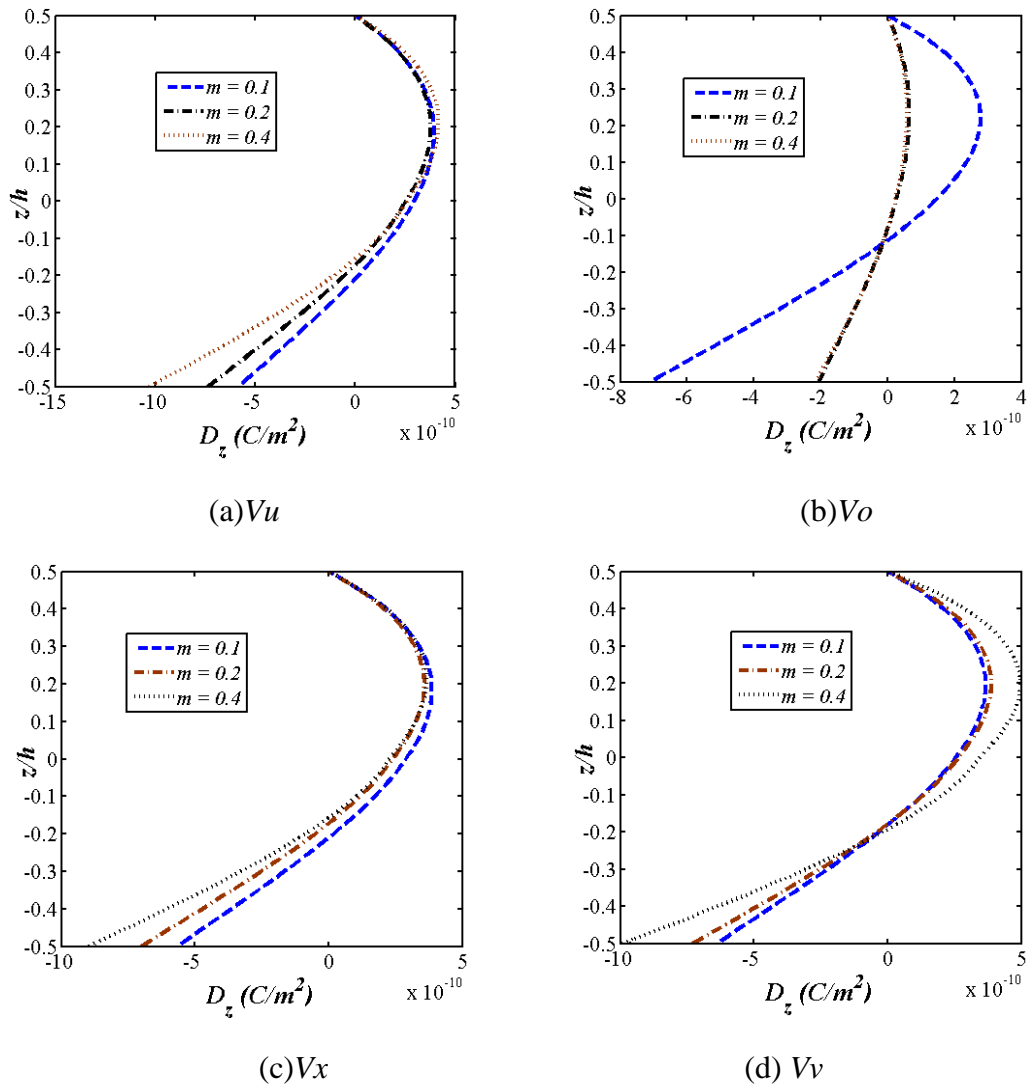 0.5
0.4
0.3
0.2
0.1
0
-0.1
-0.2
-0.3
-0.4
-0.5
z/h
m = 0.1
m = 0.2
m = 0.4
-15
-10
-5
0
5
x 10^-10
D_z (C/m^2)
(a)Vu
0.5
0.4
0.3
0.2
0.1
0
-0.1
-0.2
-0.3
-0.4
-0.5
z/h
m = 0.1
m = 0.2
m = 0.4
-8
-6
-4
-2
0
2
4
x 10^-10
D_z (C/m^2)
(b)Vo
0.5
0.4
0.3
0.2
0.1
0
-0.1
-0.2
-0.3
-0.4
-0.5
z/h
m = 0.1
m = 0.2
m = 0.4
-10
-5
0
5
x 10^-10
D_z (C/m^2)
(c)Vx
0.5
0.4
0.3
0.2
0.1
0
-0.1
-0.2
-0.3
-0.4
-0.5
z/h
m = 0.1
m = 0.2
m = 0.4
-10
-5
0
5
x 10^-10
D_z (C/m^2)
(d) Vv